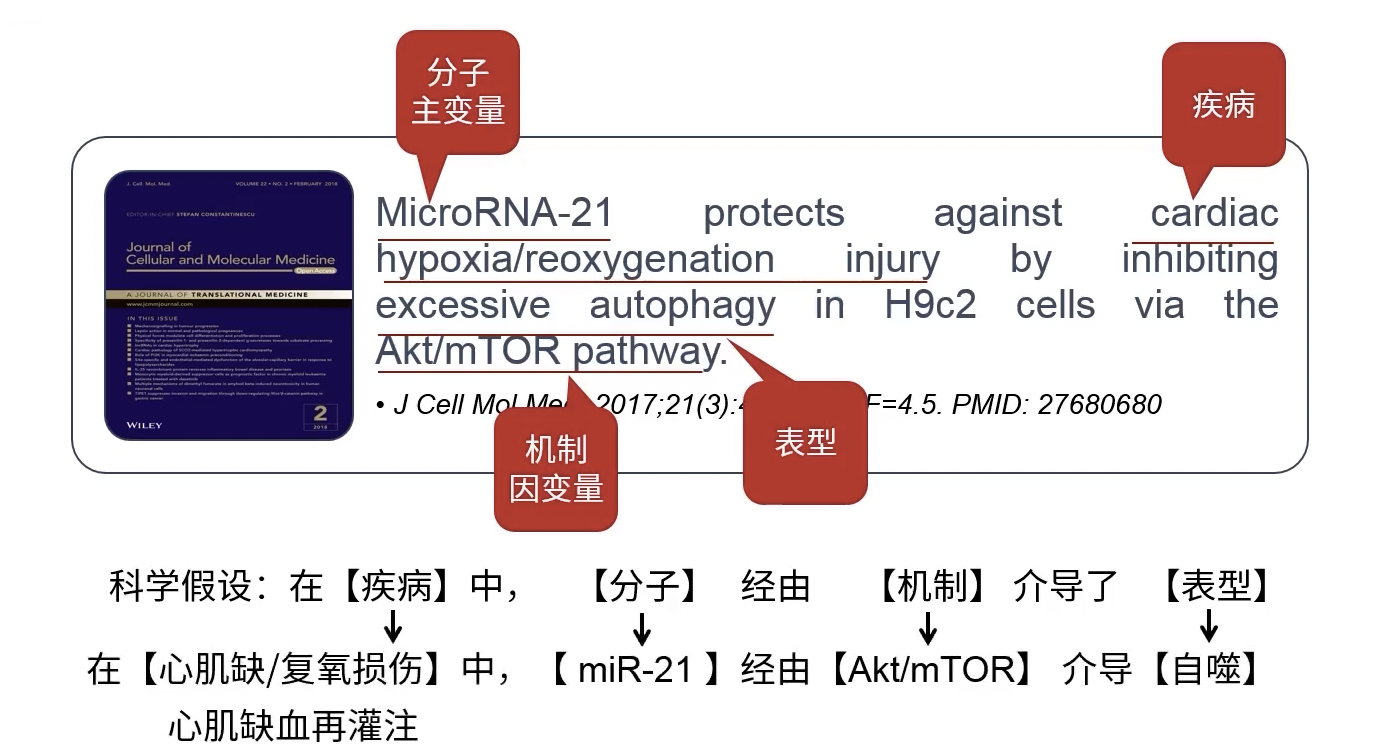 分子
主变量
疾病
J. Cell. Mol. Med. VOLUME 22 • NO. 2 • FEBRUARY 2018
EDITOR-IN-CHIEF STEFAN CONSTANTINESCU
Journal of
Cellular and Molecular Medicine
Open Access
A JOURNAL OF TRANSLATIONAL MEDICINE
www.jcmmjournal.com
IN THIS ISSUE
WILEY
2
2018
MicroRNA-21 protects against cardiac
hypoxia/reoxygenation injury by inhibiting
excessive autophagy in H9c2 cells via the
Akt/mTOR pathway.
• J Cell Mol Med 2017;21(3):4 F=4.5. PMID: 27680680
机制
因变量
表型
科学假设：在【疾病】中， 【分子】 经由 【机制】 介导了 【表型】
在【心肌缺/复氧损伤】中，【 miR-21 】经由【Akt/mTOR】 介导【自噬】
心肌缺血再灌注